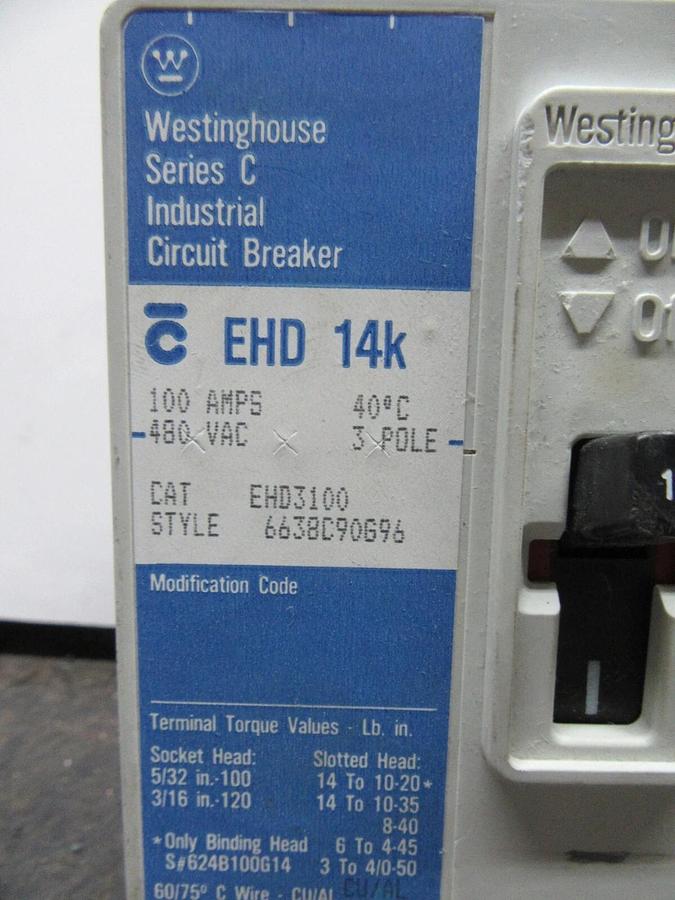 Westinghouse
Series C
Industrial
Circuit Breaker
C EHD 14k
100 AMPS 40°C
480 VAC 3 POLE
CAT EHD3100
STYLE 6638C90G96
Modification Code
Terminal Torque Values - Lb. in.
Socket Head: Slotted Head:
5/32 in.-100 14 To 10-20*
3/16 in.-120 14 To 10-35
8-40
*Only Binding Head 6 To 4-45
S#624B100G14 3 To 4/0-50
60/75° C Wire - CU/AL CU/AL
Westing